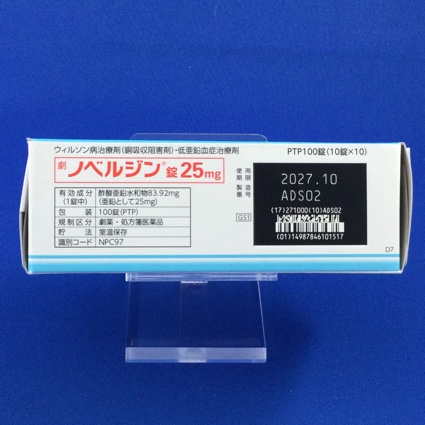 ウィルソン病治療剤(銅吸収阻害剤)・低亜鉛血症治療剤
PTP100錠(10錠×10)
劇 ノベルジン®錠25mg
有効成分(1錠中) 酢酸亜鉛水和物83.92mg(亜鉛として25mg)
包装 100錠(PTP)
規制区分 劇薬・処方箋医薬品
貯法 室温保存
識別コード NPC97
使用期限 2027.10
製造番号 ADS02
GS1
(17)271000(10)ADS02
(01)14987846101517
D7